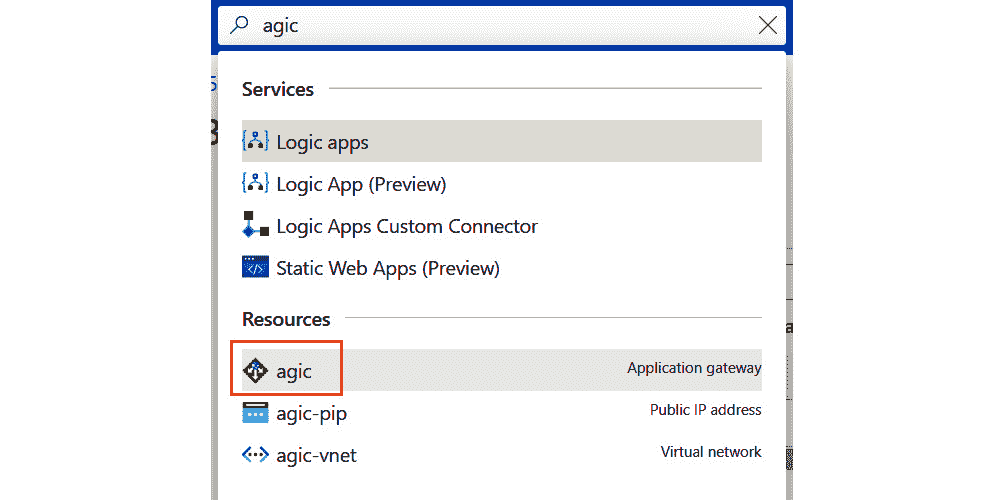 agic
Services
Logic apps
Logic App (Preview)
Logic Apps Custom Connector
Static Web Apps (Preview)
Resources
agic Application gateway
agic-pip Public IP address
agic-vnet Virtual network